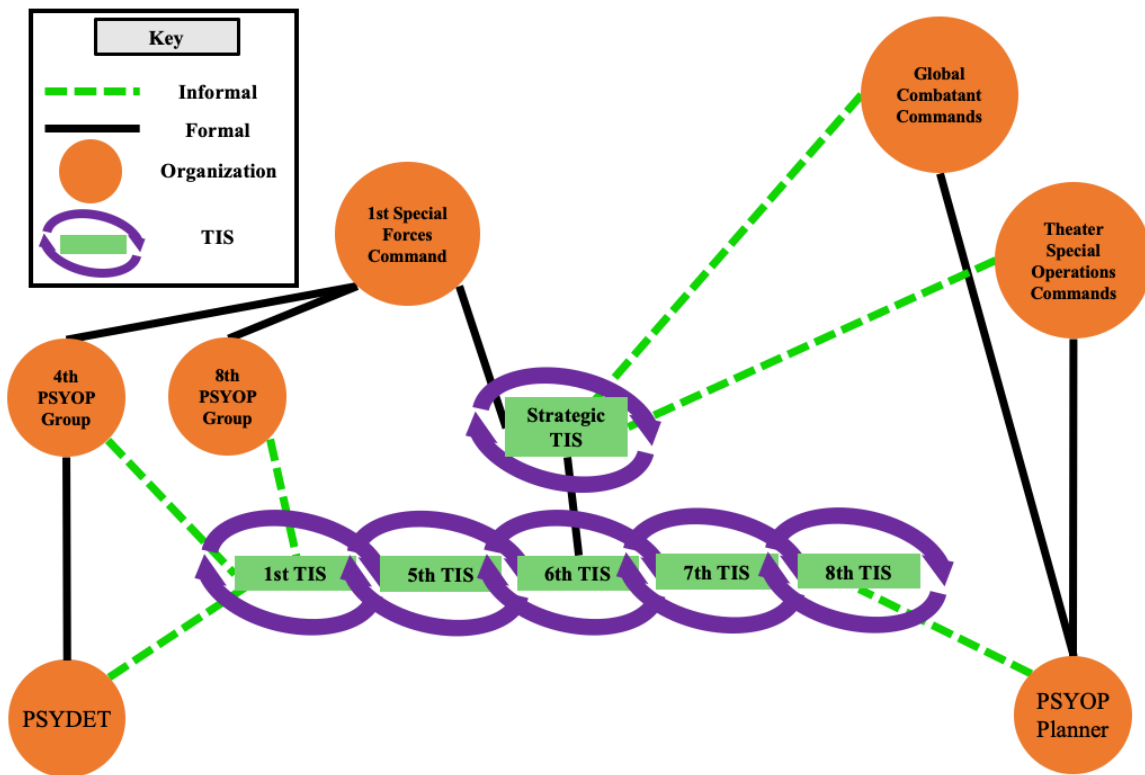 Key
Informal
Formal
Organization
TIS
Global
Combatant
Commands
1st Special
Forces
Command
Theater
Special
Operations
Commands
4th
PSYOP
Group
8th
PSYOP
Group
Strategic
TIS
1st TIS
5th TIS
6th TIS
7th TIS
8th TIS
PSYDET
PSYOP
Planner